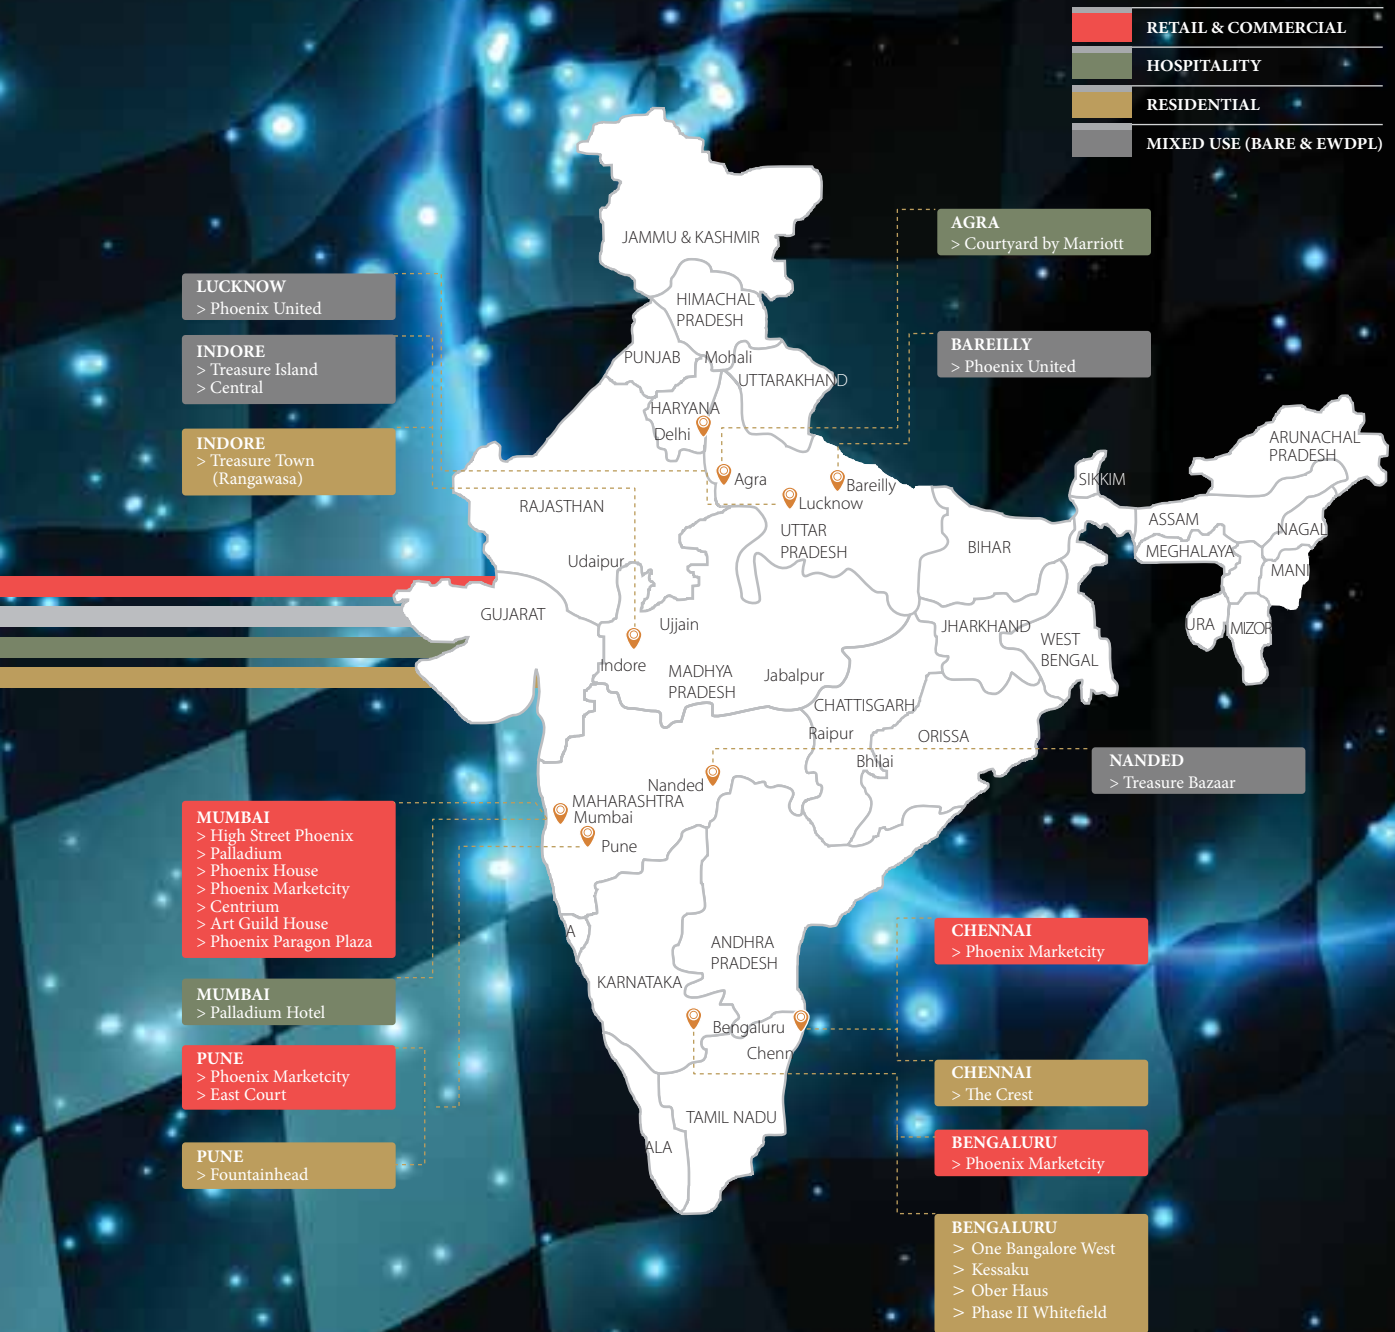 RETAIL & COMMERCIAL
HOSPITALITY
RESIDENTIAL
MIXED USE (BARE & EWDPL)
AGRA
> Courtyard by Marriott
BAREILLY
> Phoenix United
LUCKNOW
> Phoenix United
INDORE
> Treasure Island
> Central
INDORE
> Treasure Town
(Rangawasa)
JAMMU & KASHMIR
HIMACHAL
PRADESH
PUNJAB
Mohali
UTTARAKHAND
HARYANA
Delhi
Agra
Bareilly
Lucknow
RAJASTHAN
UTTAR
PRADESH
Udaipur
BIHAR
SIKKIM
ARUNACHAL
PRADESH
ASSAM
NAGAL
MEGHALAYA
MANI
URA
MIZOR
GUJARAT
Ujjain
JHARKHAND
WEST
BENGAL
Indore
MADHYA
PRADESH
Jabalpur
CHATTISGARH
Raipur
ORISSA
Bhilai
Nanded
MAHARASHTRA
Mumbai
Pune
NANDED
> Treasure Bazaar
MUMBAI
> High Street Phoenix
> Palladium
> Phoenix House
> Phoenix Marketcity
> Centrium
> Art Guild House
> Phoenix Paragon Plaza
MUMBAI
> Palladium Hotel
PUNE
> Phoenix Marketcity
> East Court
PUNE
> Fountainhead
A
ANDHRA
PRADESH
KARNATAKA
Bengaluru
Chenn
TAMIL NADU
ALA
CHENNAI
> Phoenix Marketcity
CHENNAI
> The Crest
BENGALURU
> Phoenix Marketcity
BENGALURU
> One Bangalore West
> Kessaku
> Ober Haus
> Phase II Whitefield